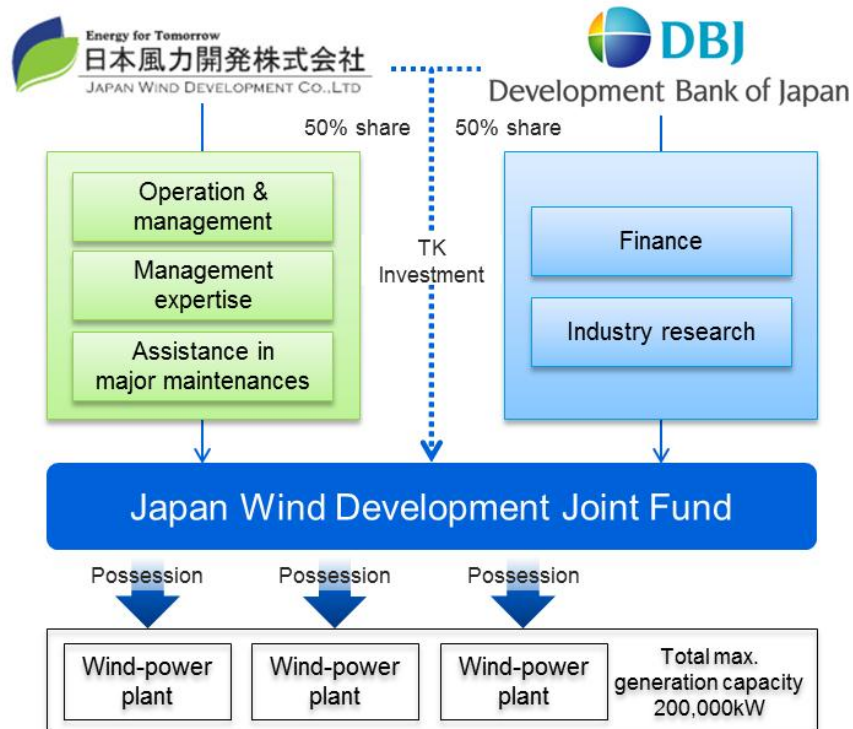 Energy for Tomorrow
日本風力開発株式会社
JAPAN WIND DEVELOPMENT CO.,LTD
DBJ
Development Bank of Japan
50% share
50% share
Operation &
management
Management
expertise
Assistance in
major maintenances
TK
Investment
Finance
Industry research
Japan Wind Development Joint Fund
Possession
Possession
Possession
Wind-power
plant
Wind-power
plant
Wind-power
plant
Total max.
generation capacity
200,000kW